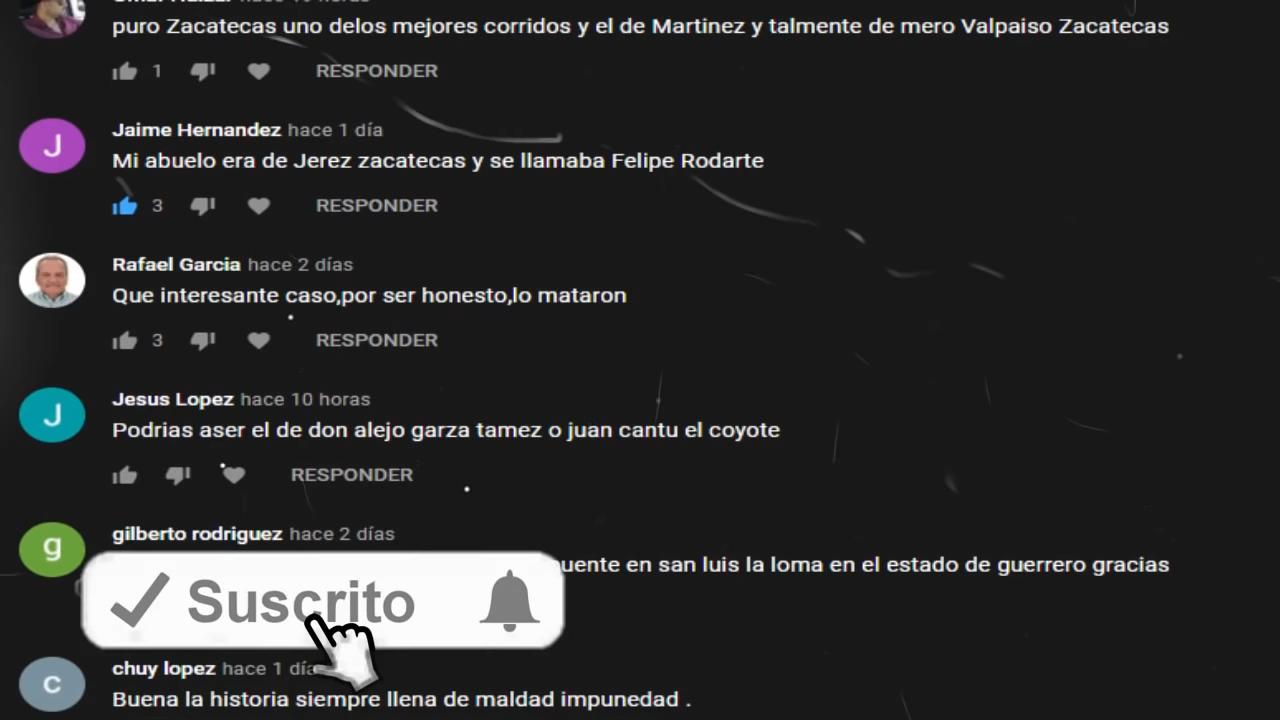 puro Zacatecas uno delos mejores corridos y el de Martinez y talmente de mero Valpaiso Zacatecas
1 RESPONDER
J
Jaime Hernandez hace 1 día
Mi abuelo era de Jerez zacatecas y se llamaba Felipe Rodarte
3 RESPONDER
Rafael Garcia hace 2 días
Que interesante caso,por ser honesto,lo mataron
3 RESPONDER
J
Jesus Lopez hace 10 horas
Podrias aser el de don alejo garza tamez o juan cantu el coyote
RESPONDER
g
gilberto rodriguez hace 2 días
en san luis la loma en el estado de guerrero gracias
Suscrito
c
chuy lopez hace 1 día
Buena la historia siempre llena de maldad impunedad .